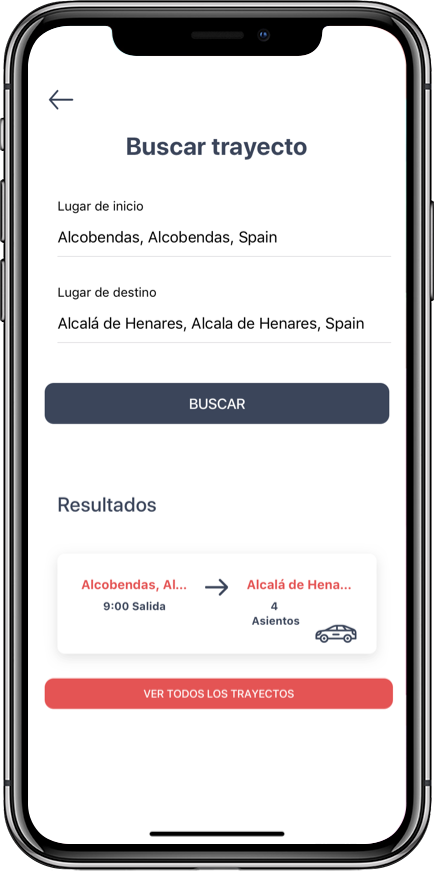 Buscar trayecto
Lugar de inicio
Alcobendas, Alcobendas, Spain
Lugar de destino
Alcalá de Henares, Alcala de Henares, Spain
BUSCAR
Resultados
Alcobendas, Al... Alcalá de Hena...
9:00 Salida 4
Asientos
VER TODOS LOS TRAYECTOS